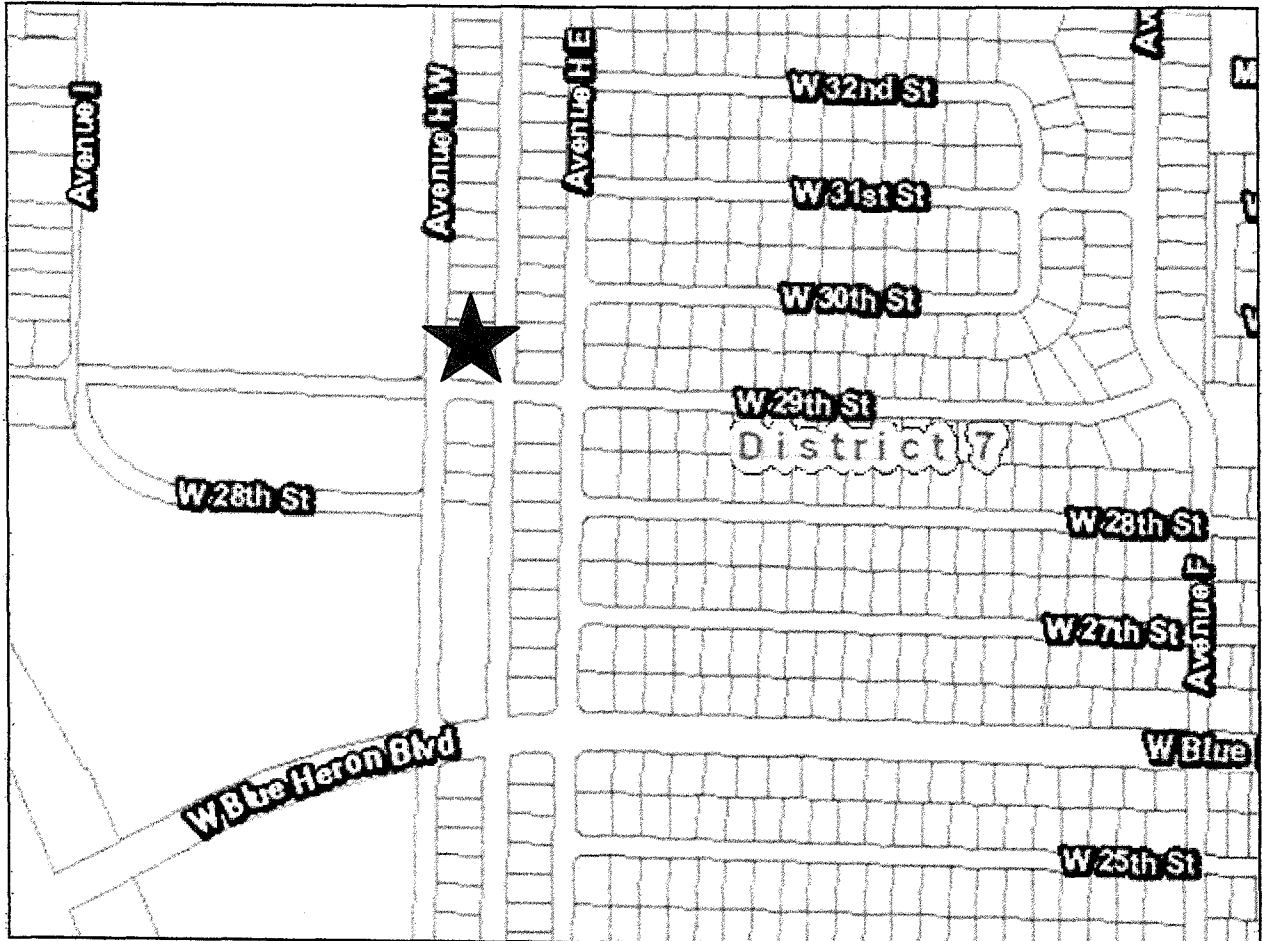 Avenue I
Avenue H W
Avenue H E
W 32nd St
W 31st St
W 30th St
W 29th St
District 7
W 28th St
W 28th St
Avenue F
W 27th St
W Blue Heron Blvd
W Blue
W 25th St